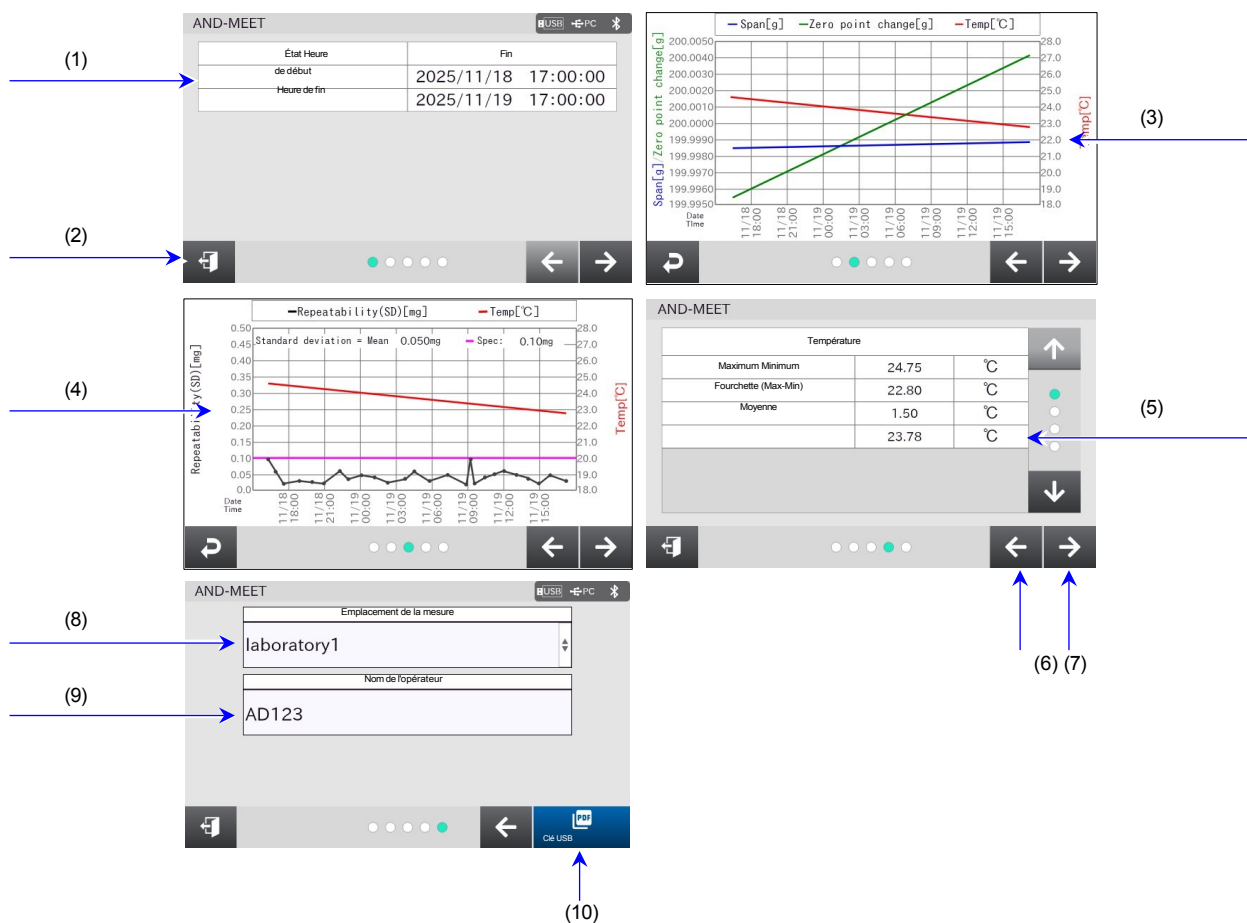 AND-MEET
USB PC
État Heure Fin
de début 2025/11/18 17:00:00
Heure de fin 2025/11/19 17:00:00
(1)
(2)
Span[g] Zero point change[g] Temp[℃]
Span[g]/Zero point change[g]
200.0050
200.0040
200.0030
200.0020
200.0010
200.0000
199.9990
199.9980
199.9970
199.9960
199.9950
28.0
27.0
26.0
25.0
24.0
23.0
22.0
21.0
20.0
19.0
18.0
Date
Time
11/18 18:00
11/18 21:00
11/19 00:00
11/19 03:00
11/19 06:00
11/19 09:00
11/19 12:00
11/19 15:00
(3)
Repeatability(SD)[mg] Temp[℃]
Standard deviation = Mean 0.050mg Spec: 0.10mg
Repeatability(SD)[mg]
0.50
0.45
0.40
0.35
0.30
0.25
0.20
0.15
0.10
0.05
0.0
28.0
27.0
26.0
25.0
24.0
23.0
22.0
21.0
20.0
19.0
18.0
Temp[℃]
Date
Time
11/18 18:00
11/18 21:00
11/19 00:00
11/19 03:00
11/19 06:00
11/19 09:00
11/19 12:00
11/19 15:00
(4)
AND-MEET
Température
Maximum Minimum 24.75 ℃
Fourchette (Max-Min) 22.80 ℃
Moyenne 1.50 ℃
23.78 ℃
(5)
(6) (7)
AND-MEET
USB PC
Emplacement de la mesure
laboratory1
(8)
Nom de l'opérateur
AD123
(9)
PDF
Clé USB
(10)